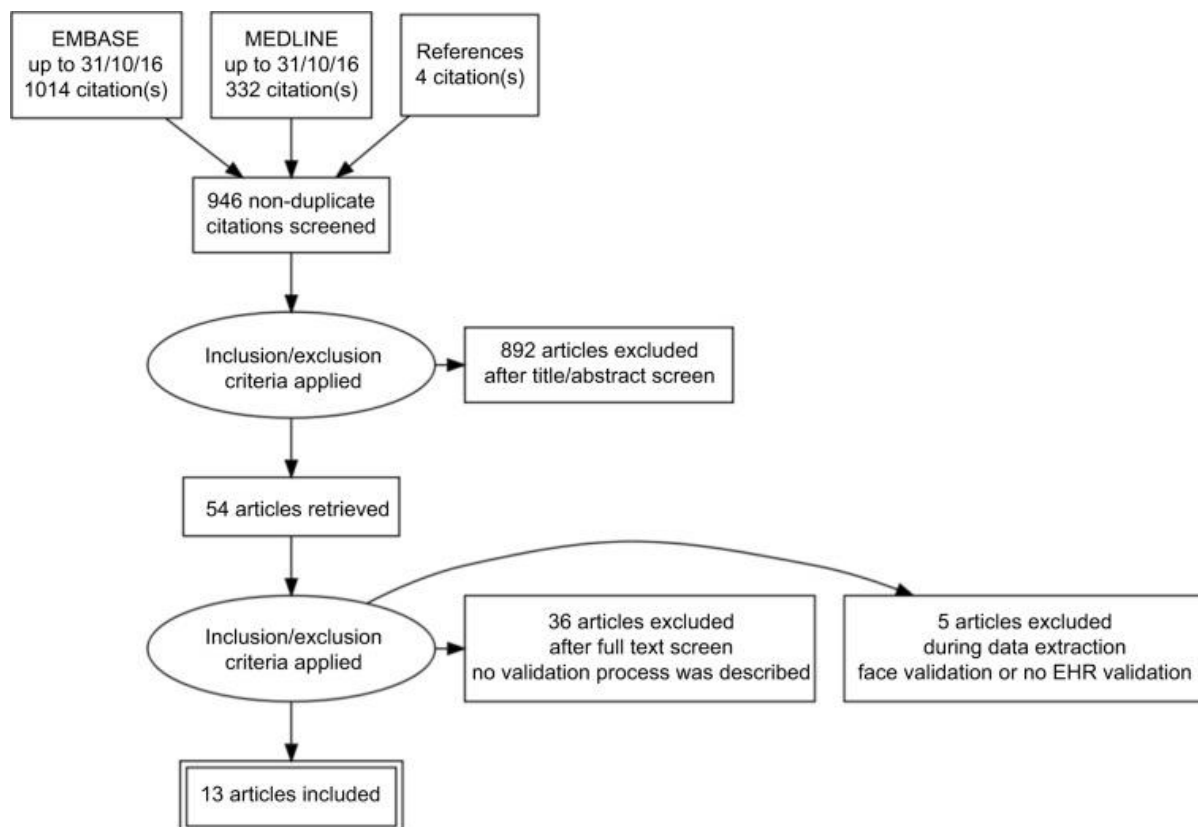 EMBASE
up to 31/10/16
1014 citation(s)
MEDLINE
up to 31/10/16
332 citation(s)
References
4 citation(s)
946 non-duplicate
citations screened
Inclusion/exclusion
criteria applied
892 articles excluded
after title/abstract screen
54 articles retrieved
Inclusion/exclusion
criteria applied
36 articles excluded
after full text screen
no validation process was described
5 articles excluded
during data extraction
face validation or no EHR validation
13 articles included